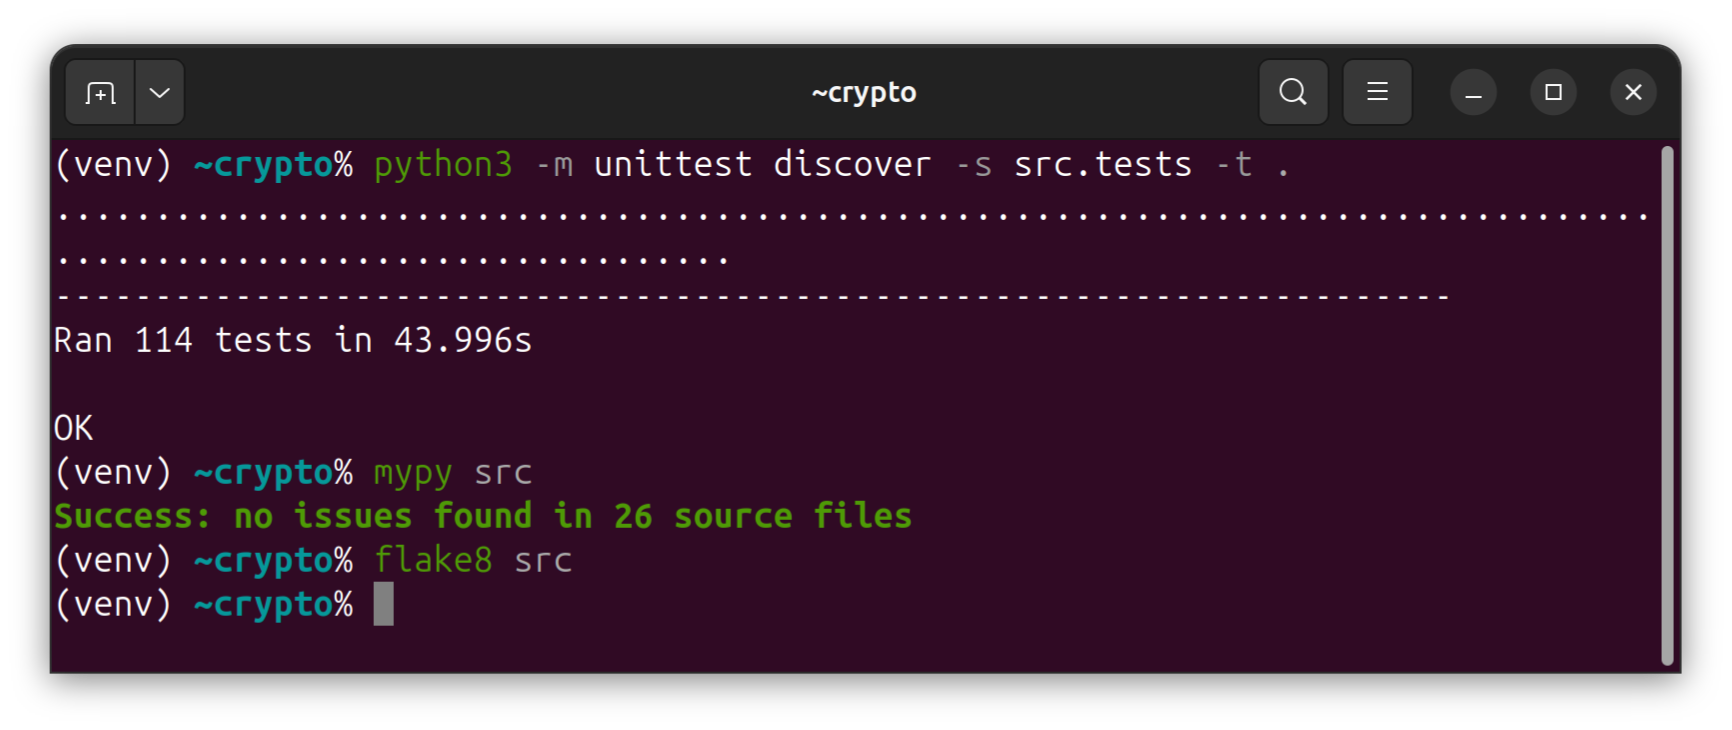 ~crypto
(venv) ~crypto% python3 -m unittest discover -s src.tests -t .
................................................................................
..................................
----------------------------------------------------------------------
Ran 114 tests in 43.996s
OK
(venv) ~crypto% mypy src
Success: no issues found in 26 source files
(venv) ~crypto% flake8 src
(venv) ~crypto%